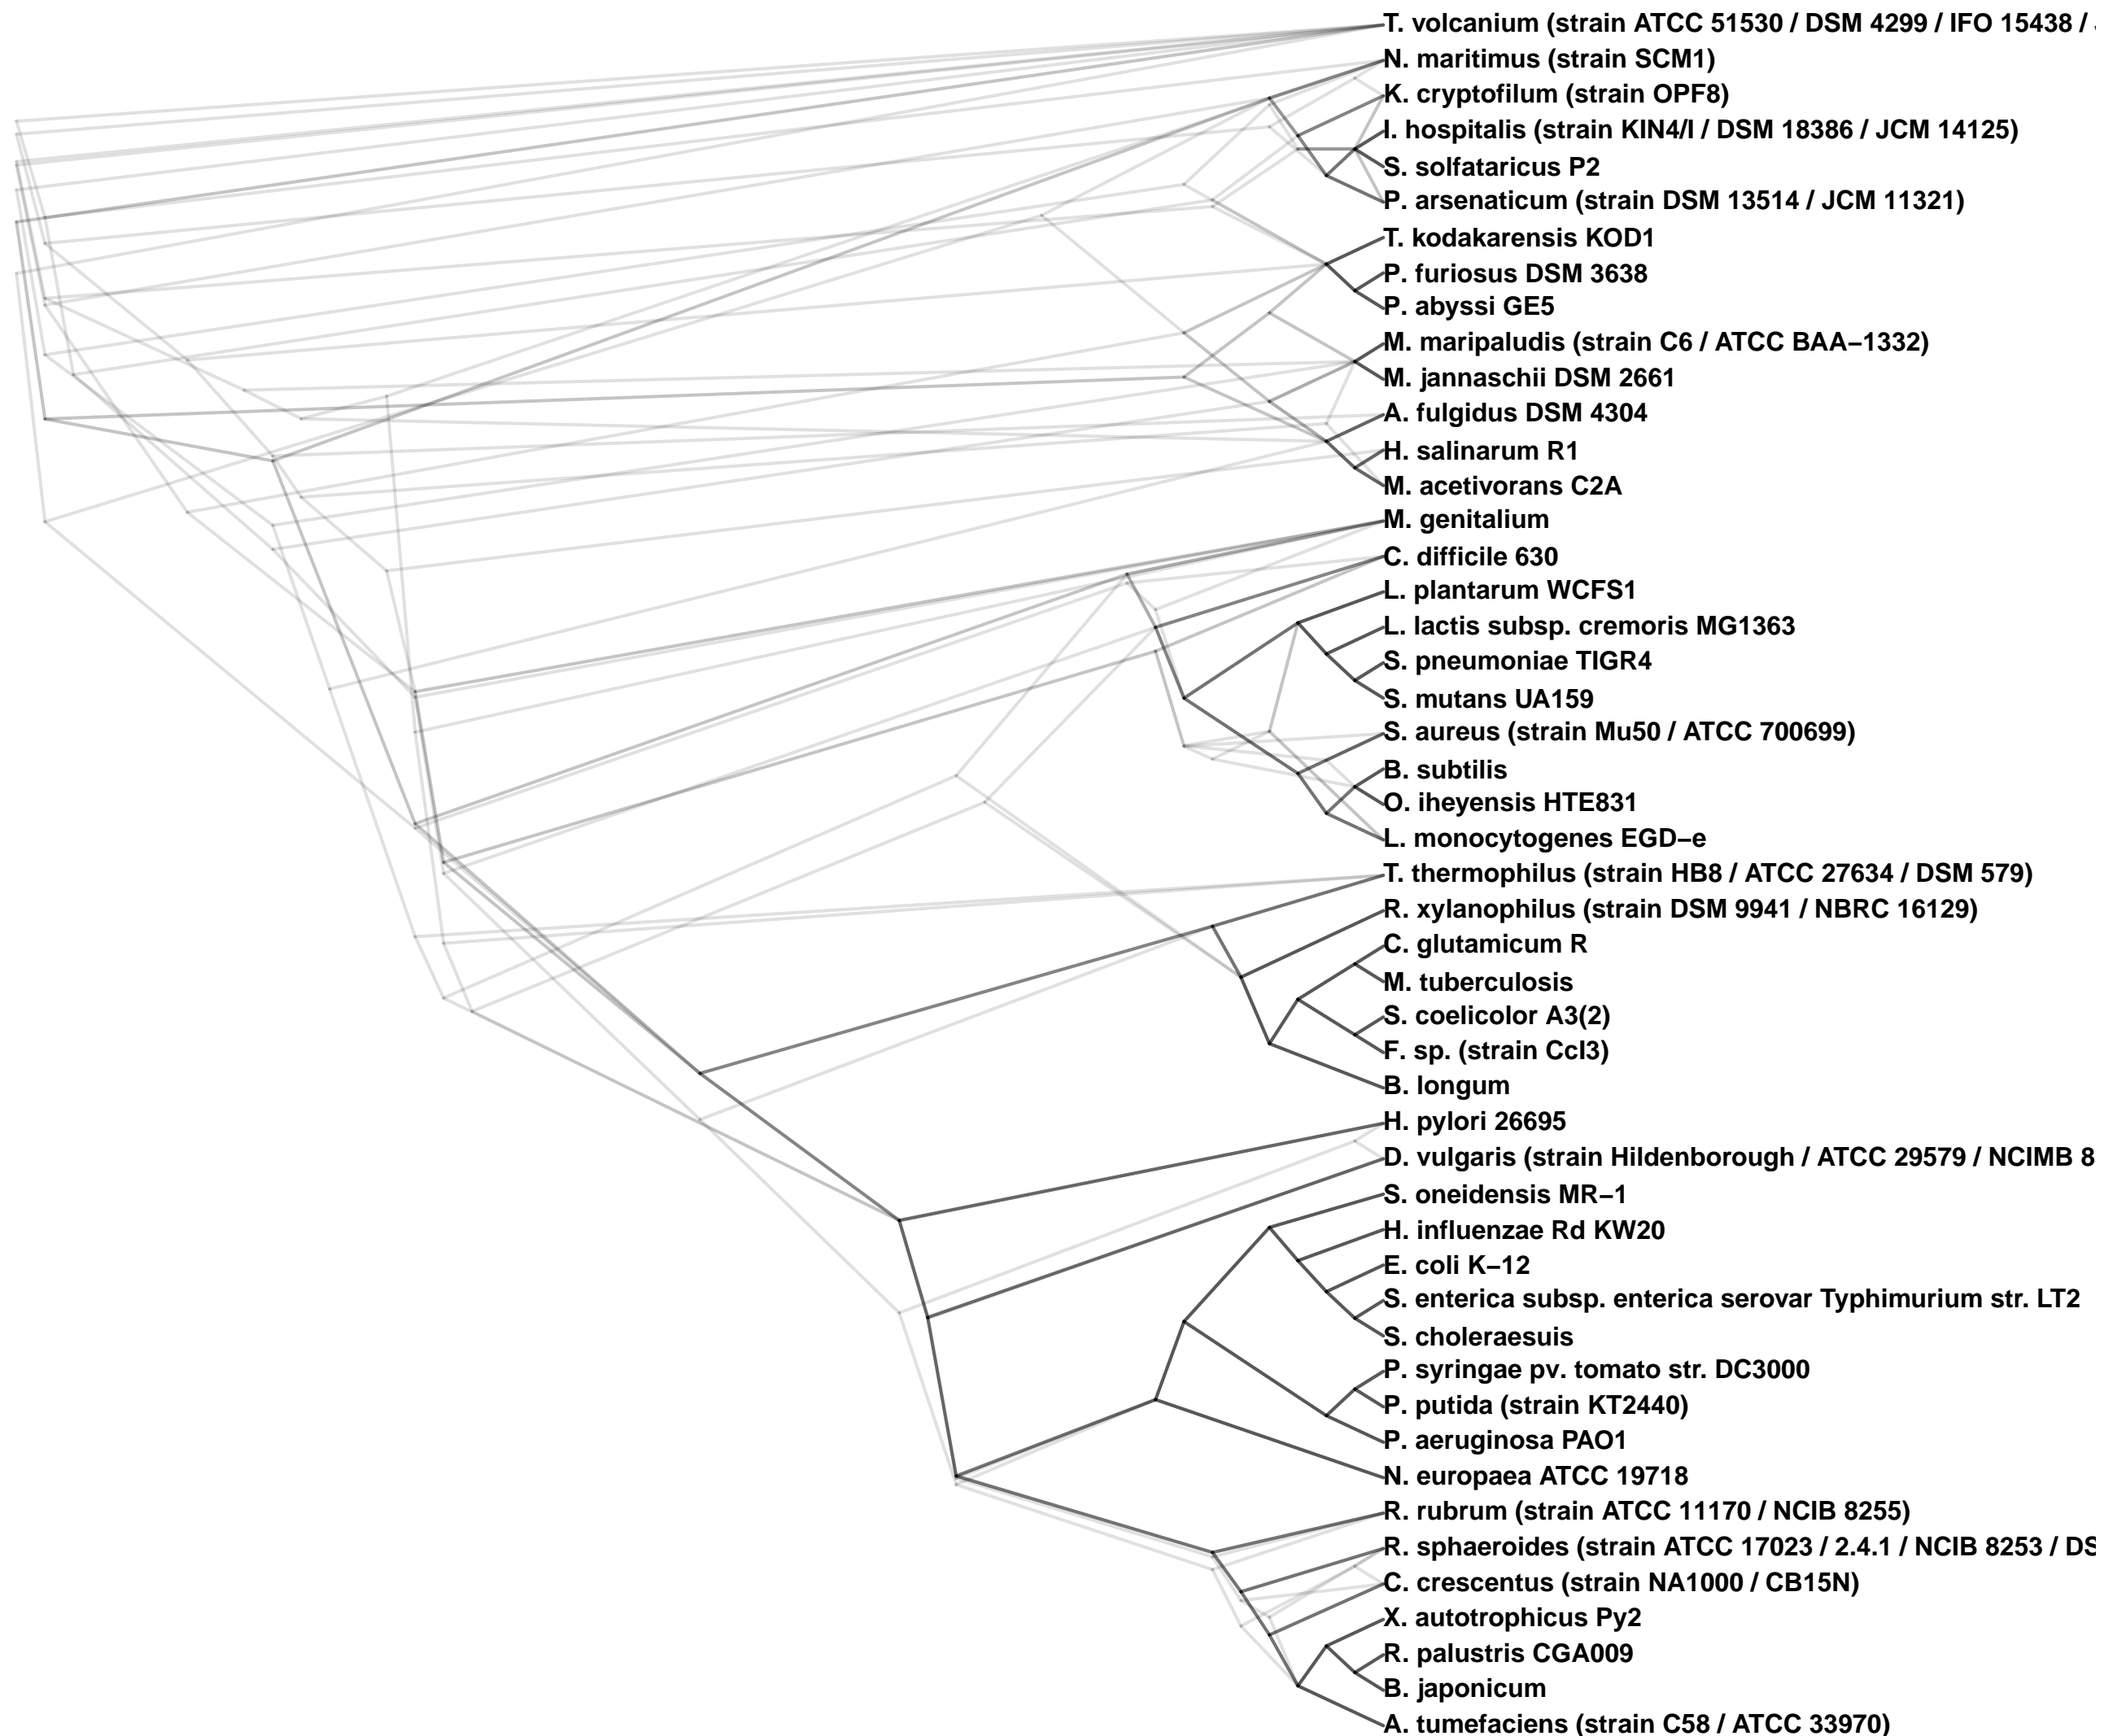 T. volcanium (strain ATCC 51530 / DSM 4299 / IFO 15438 /
N. maritimus (strain SCM1)
K. cryptofilum (strain OPF8)
I. hospitalis (strain KIN4/I / DSM 18386 / JCM 14125)
S. solfataricus P2
P. arsenaticum (strain DSM 13514 / JCM 11321)
T. kodakarensis KOD1
P. furiosus DSM 3638
P. abyssi GE5
M. maripaludis (strain C6 / ATCC BAA−1332)
M. jannaschii DSM 2661
A. fulgidus DSM 4304
H. salinarum R1
M. acetivorans C2A
M. genitalium
C. difficile 630
L. plantarum WCFS1
L. lactis subsp. cremoris MG1363
S. pneumoniae TIGR4
S. mutans UA159
S. aureus (strain Mu50 / ATCC 700699)
B. subtilis
O. iheyensis HTE831
L. monocytogenes EGD−e
T. thermophilus (strain HB8 / ATCC 27634 / DSM 579)
R. xylanophilus (strain DSM 9941 / NBRC 16129)
C. glutamicum R
M. tuberculosis
S. coelicolor A3(2)
F. sp. (strain CcI3)
B. longum
H. pylori 26695
D. vulgaris (strain Hildenborough / ATCC 29579 / NCIMB 8
S. oneidensis MR−1
H. influenzae Rd KW20
E. coli K−12
S. enterica subsp. enterica serovar Typhimurium str. LT2
S. choleraesuis
P. syringae pv. tomato str. DC3000
P. putida (strain KT2440)
P. aeruginosa PAO1
N. europaea ATCC 19718
R. rubrum (strain ATCC 11170 / NCIB 8255)
R. sphaeroides (strain ATCC 17023 / 2.4.1 / NCIB 8253 / DS
C. crescentus (strain NA1000 / CB15N)
X. autotrophicus Py2
R. palustris CGA009
B. japonicum
A. tumefaciens (strain C58 / ATCC 33970)